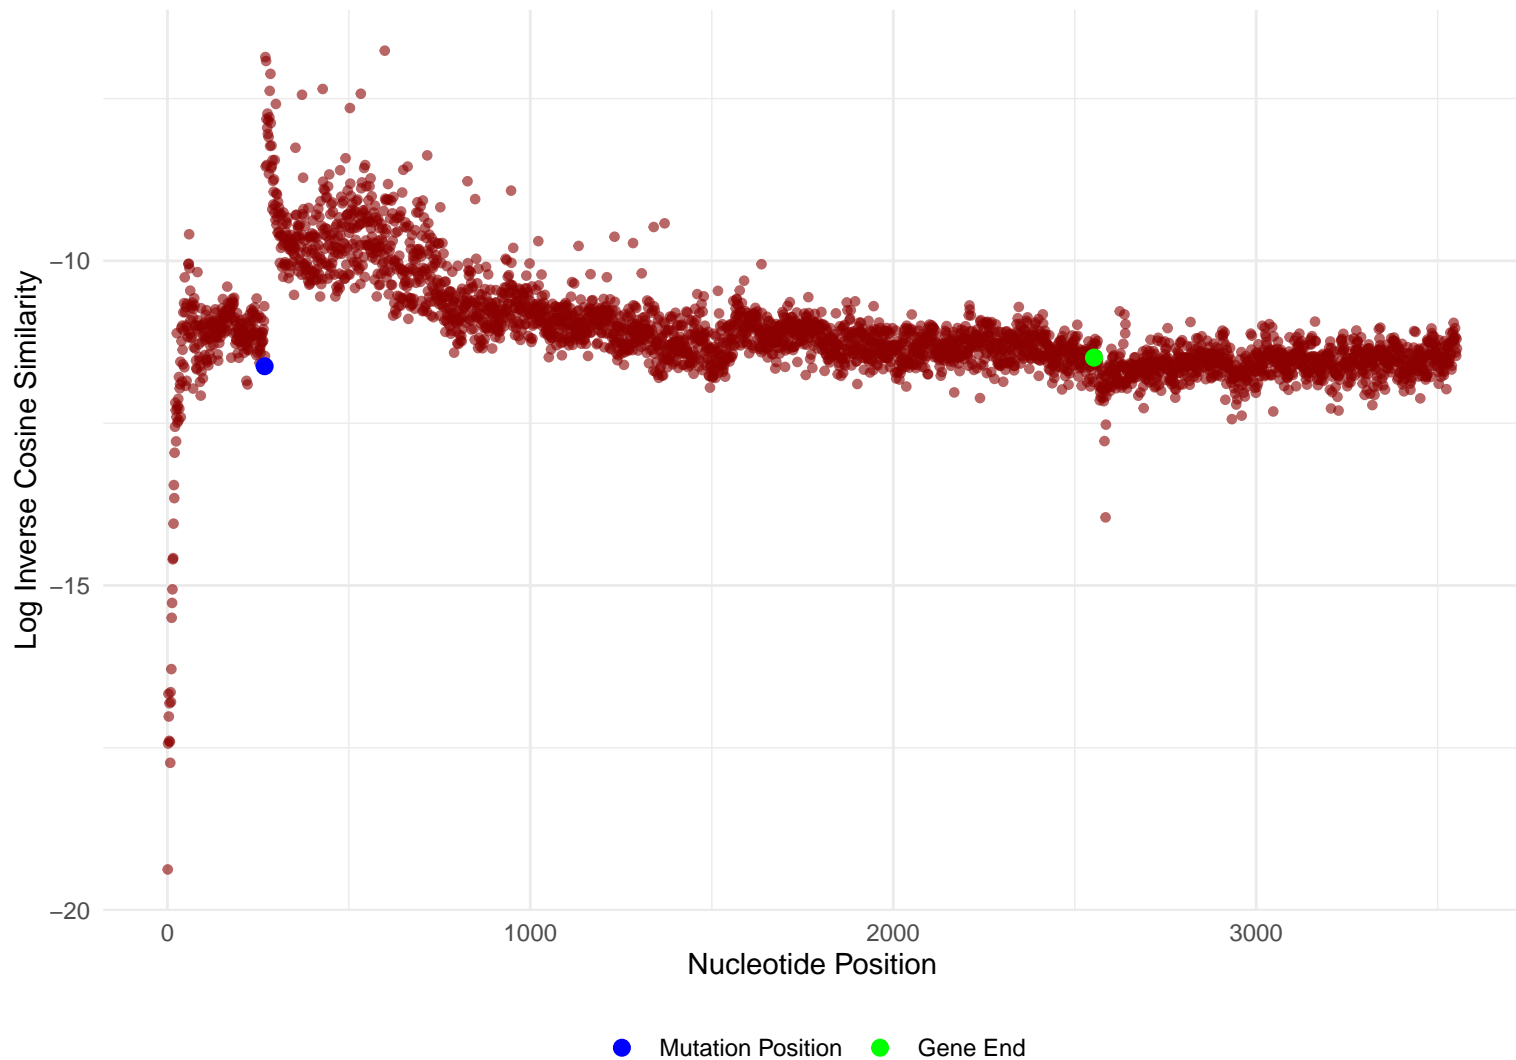 Log Inverse Cosine Similarity
−10
−15
−20
0 1000 2000 3000
Nucleotide Position
Mutation Position Gene End